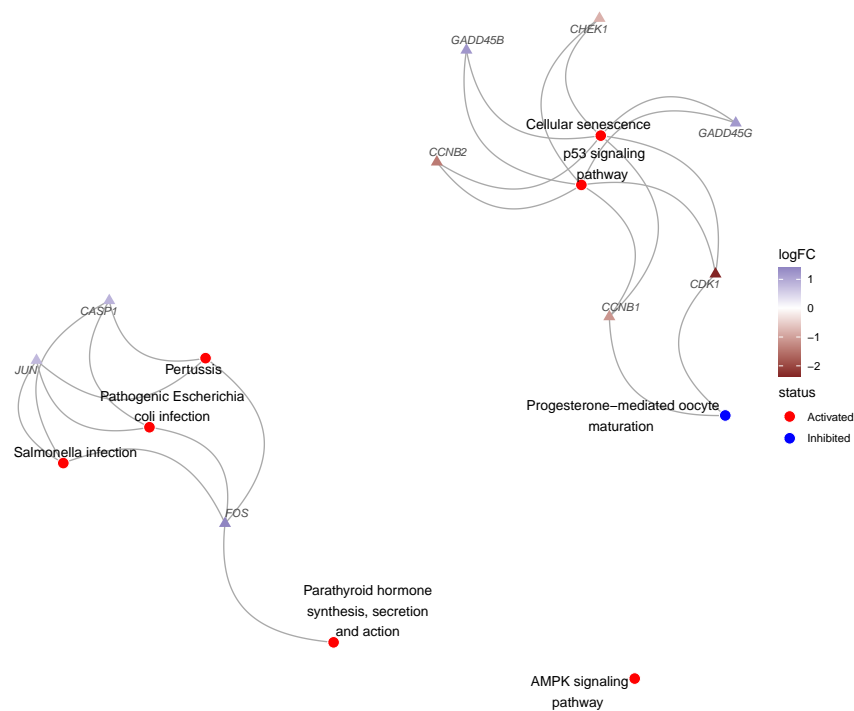 CHEK1
GADD45B
Cellular senescence
GADD45G
CCNB2
p53 signaling
pathway
logFC
1
0
−1
−2
CDK1
CCNB1
CASP1
JUN
Pertussis
Pathogenic Escherichia
coli infection
status
Activated
Inhibited
Progesterone−mediated oocyte
maturation
Salmonella infection
FOS
Parathyroid hormone
synthesis, secretion
and action
AMPK signaling
pathway